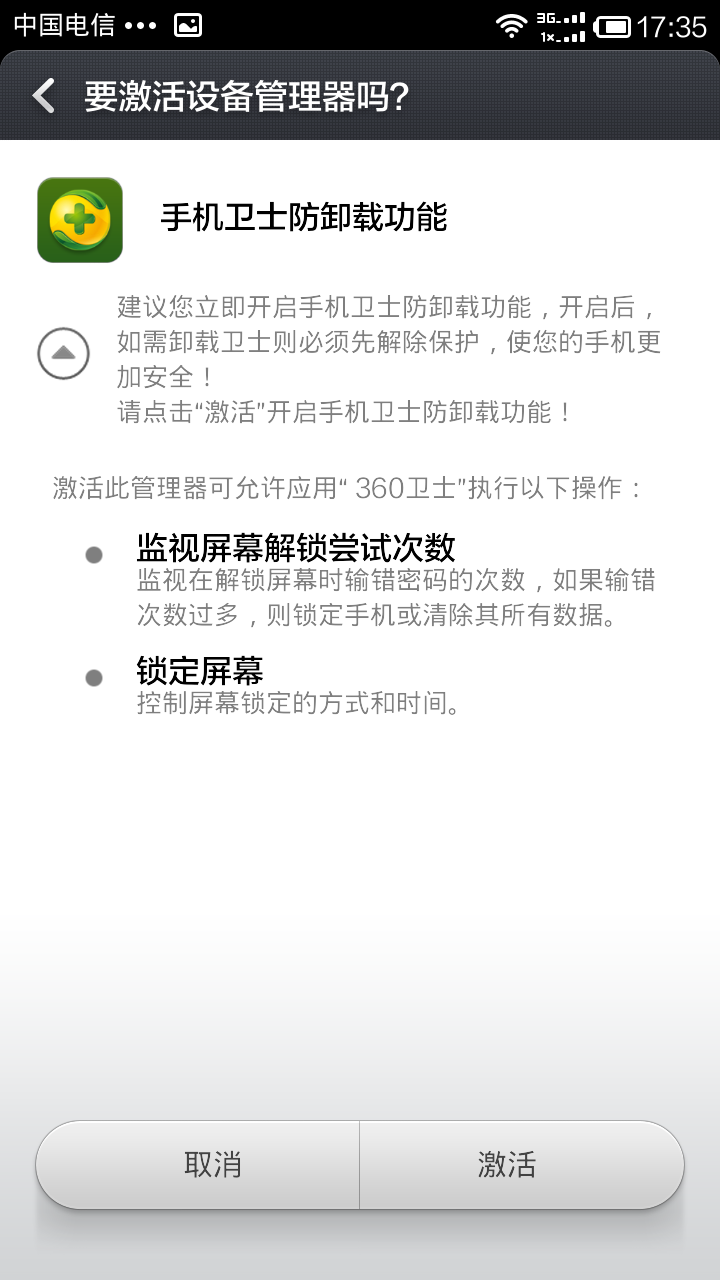 中国电信 ••• 3G 1× 17:35
要激活设备管理器吗?
手机卫士防卸载功能
建议您立即开启手机卫士防卸载功能，开启后，
如需卸载卫士则必须先解除保护，使您的手机更
加安全！
请点击“激活”开启手机卫士防卸载功能！
激活此管理器可允许应用“ 360卫士”执行以下操作：
监视屏幕解锁尝试次数
监视在解锁屏幕时输错密码的次数，如果输错
次数过多，则锁定手机或清除其所有数据。
锁定屏幕
控制屏幕锁定的方式和时间。
取消 激活